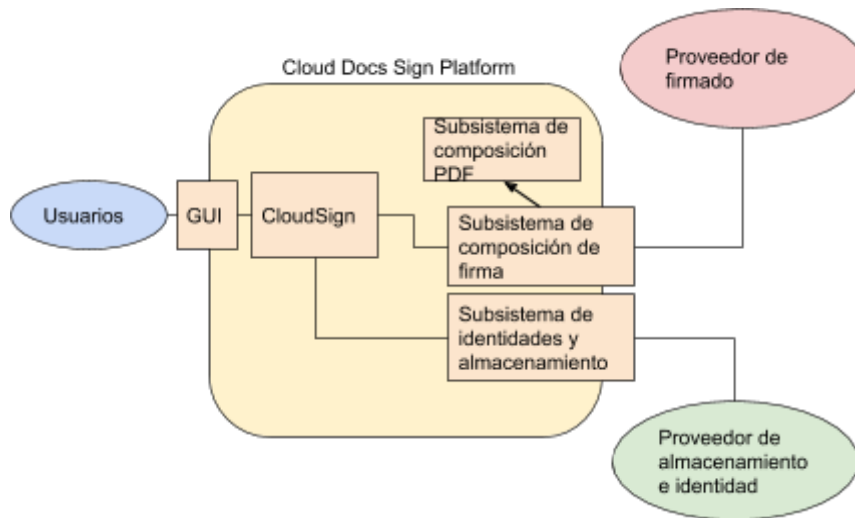 Cloud Docs Sign Platform
Proveedor de
firmado
Subsistema de
composición
PDF
Usuarios
GUI
CloudSign
Subsistema de
composición de
firma
Subsistema de
identidades y
almacenamiento
Proveedor de
almacenamiento
e identidad